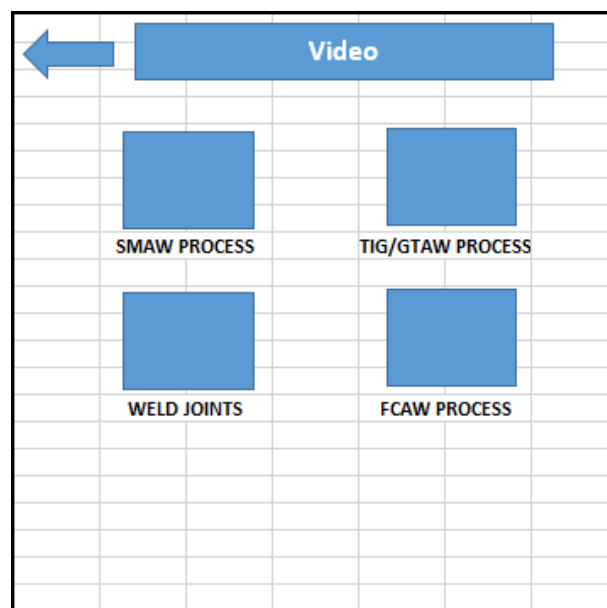 Video
SMAW PROCESS
TIG/GTAW PROCESS
WELD JOINTS
FCAW PROCESS